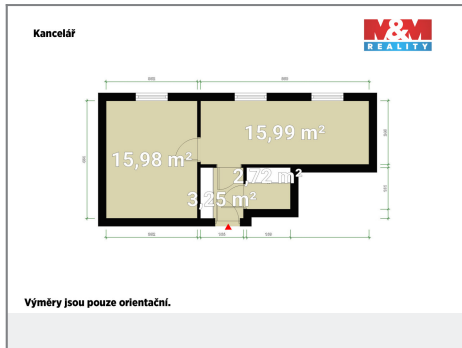 Kancelář
M&M
REALITY
15,98 m²
15,99 m²
2,72 m²
3,25 m²
Výměry jsou pouze orientační.